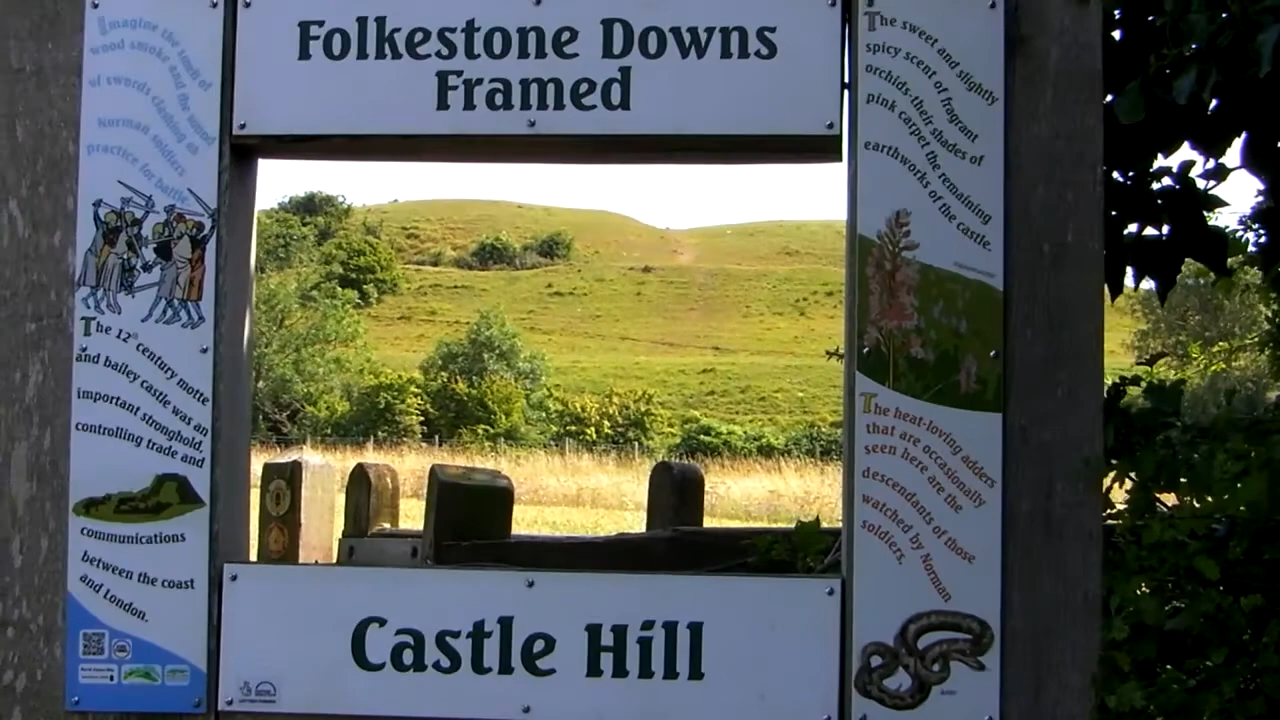 Folkestone Downs
Framed
Imagine the smell of
wood smoke and the sound
of swords clashing as
Norman soldiers
practice for battle.
The 12th century motte
and bailey castle was an
important stronghold,
controlling trade and
communications
between the coast
and London.
The sweet and slightly
spicy scent of fragrant
orchids-their shades of
pink carpet the remaining
earthworks of the castle.
The heat-loving adders
that are occasionally
seen here are the
descendants of those
watched by Norman
soldiers.
Adder
Castle Hill